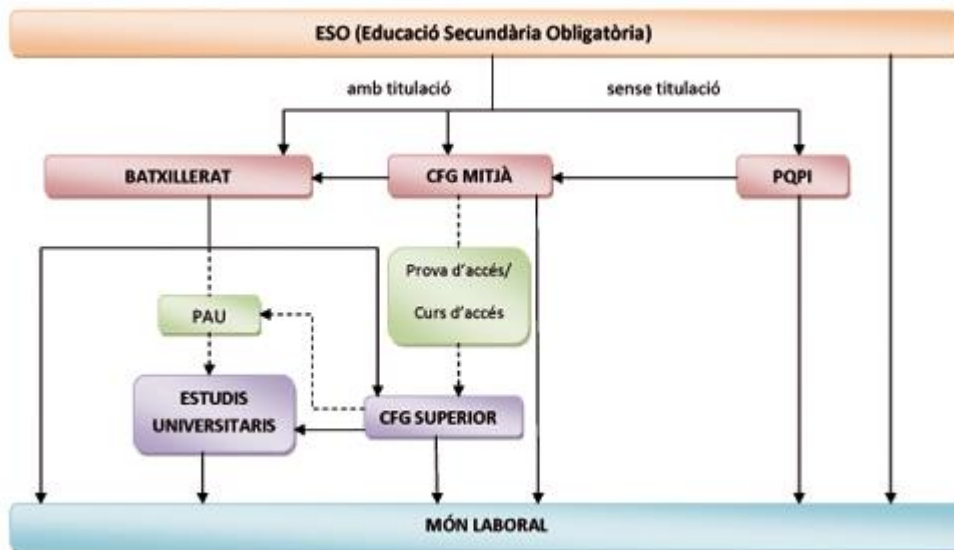 ESO (Educació Secundària Obligatòria)
amb titulació
sense titulació
BATXILLERAT
CFG MITJÀ
PQPI
Prova d'accés/
Curs d'accés
PAU
ESTUDIS
UNIVERSITARIS
CFG SUPERIOR
MÓN LABORAL